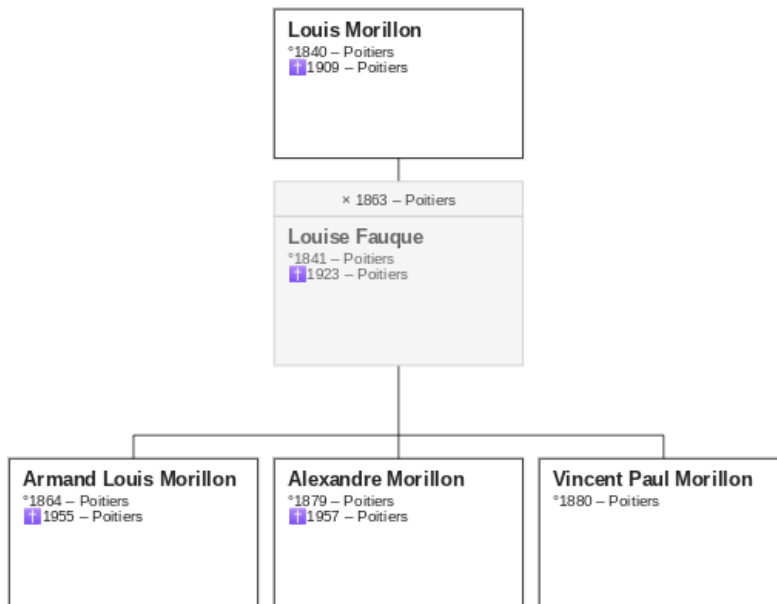 Louis Morillon
°1840 – Poitiers
✝1909 – Poitiers
× 1863 – Poitiers
Louise Fauque
°1841 – Poitiers
✝1923 – Poitiers
Armand Louis Morillon
°1864 – Poitiers
✝1955 – Poitiers
Alexandre Morillon
°1879 – Poitiers
✝1957 – Poitiers
Vincent Paul Morillon
°1880 – Poitiers